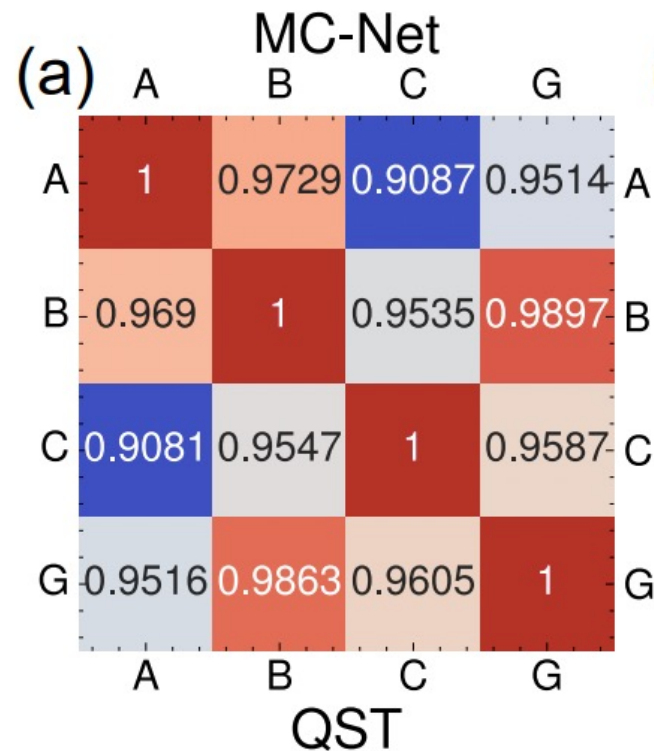 MC-Net
(a) A B C G
A 1 0.9729 0.9087 0.9514 A
B 0.969 1 0.9535 0.9897 B
C 0.9081 0.9547 1 0.9587 C
G 0.9516 0.9863 0.9605 1 G
A B C G
QST